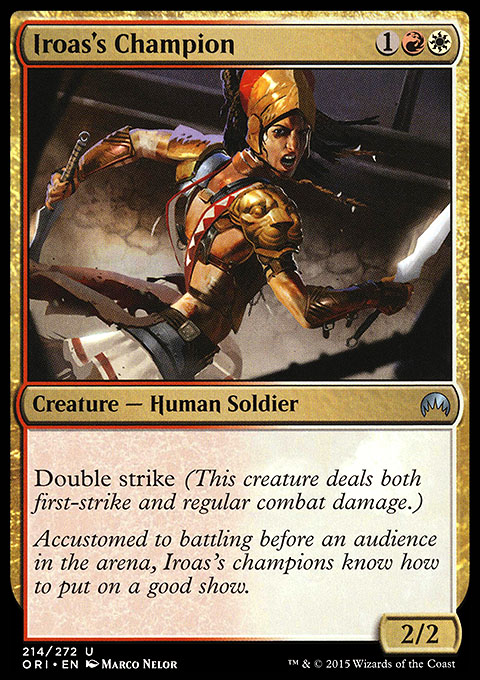 Iroas's Champion 1
Creature — Human Soldier
Double strike (This creature deals both
first-strike and regular combat damage.)
Accustomed to battling before an audience
in the arena, Iroas's champions know how
to put on a good show.
2/2
214/272 U
ORI • EN Marco Nelor
™ & © 2015 Wizards of the Coast